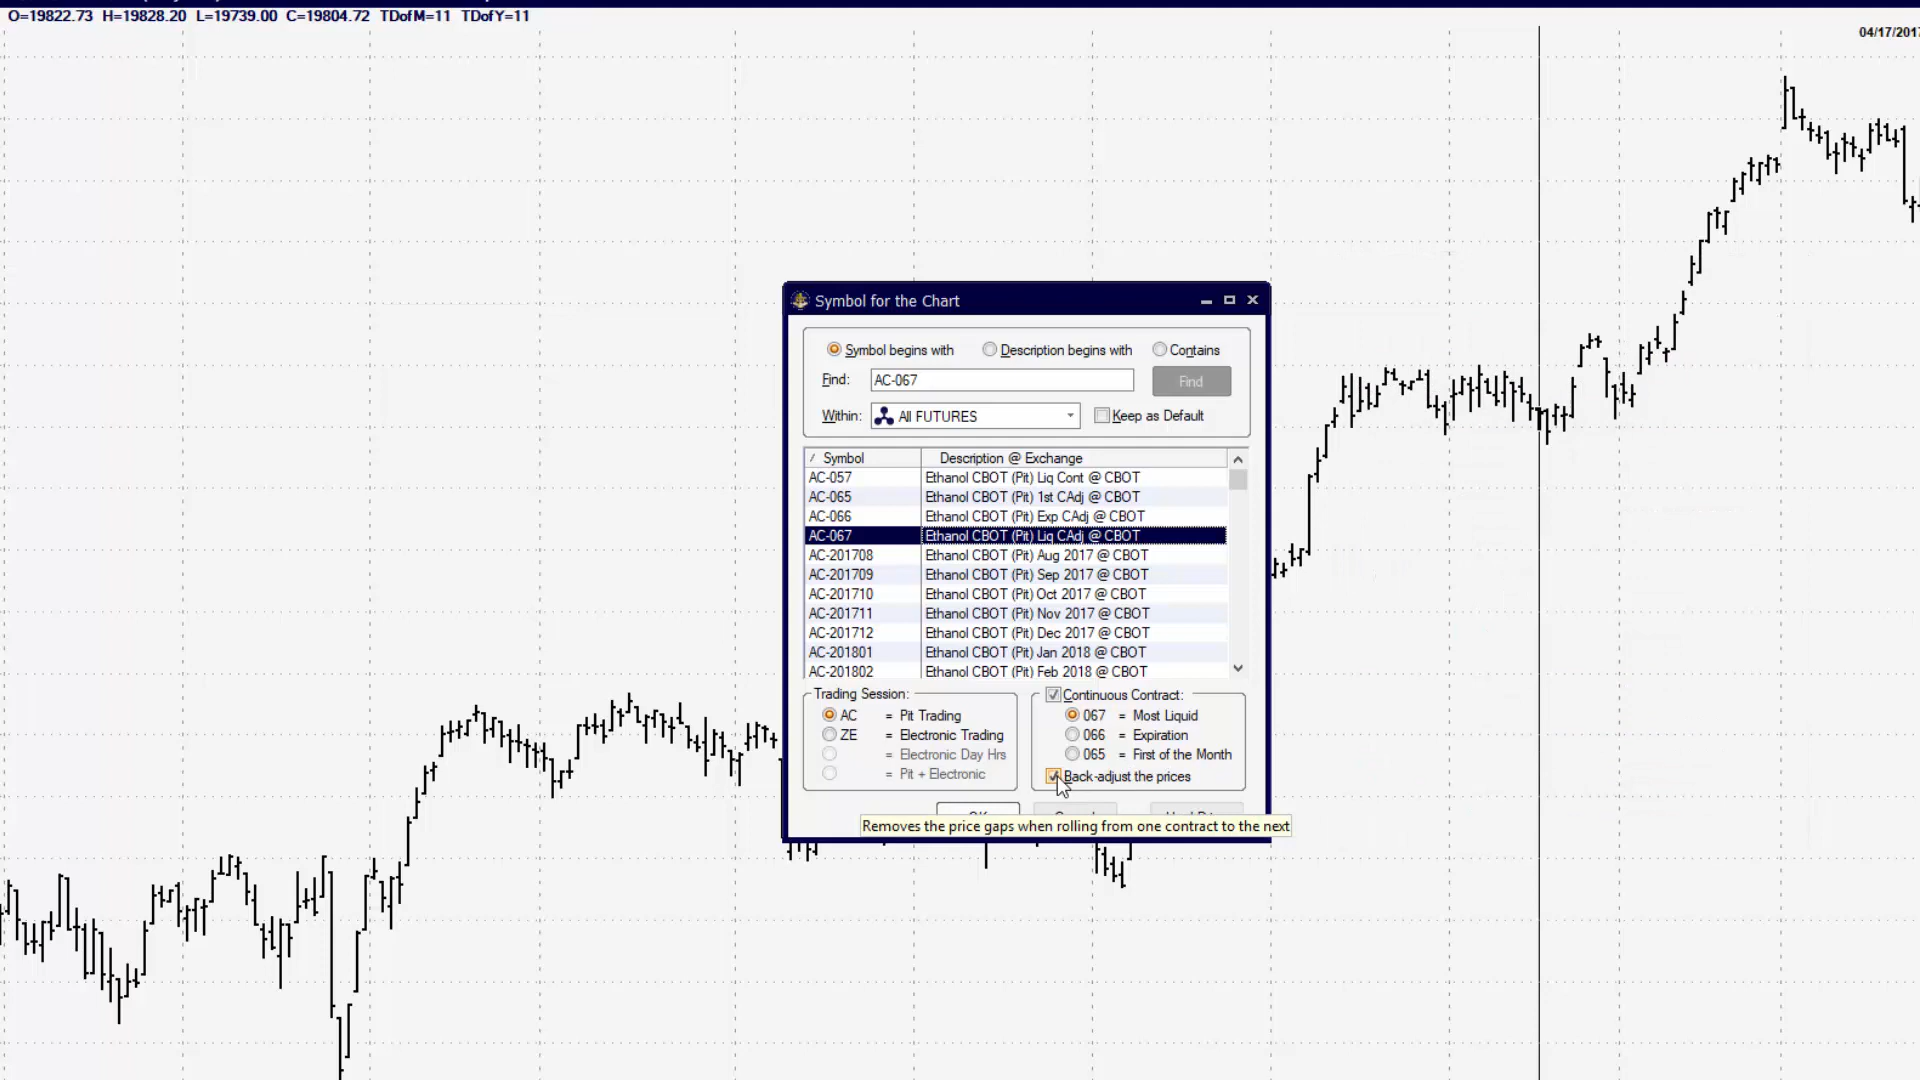 O=19822.73 H=19828.20 L=19739.00 C=19804.72 TDofM=11 TDofY=11
04/17/2017
Symbol for the Chart
Symbol begins with Description begins with Contains
Find: AC-067 Find
Within: All FUTURES Keep as Default
/ Symbol Description @ Exchange
AC-057 Ethanol CBOT (Pit) Liq Cont @ CBOT
AC-065 Ethanol CBOT (Pit) 1st CAdj @ CBOT
AC-066 Ethanol CBOT (Pit) Exp CAdj @ CBOT
AC-067 Ethanol CBOT (Pit) Liq CAdj @ CBOT
AC-201708 Ethanol CBOT (Pit) Aug 2017 @ CBOT
AC-201709 Ethanol CBOT (Pit) Sep 2017 @ CBOT
AC-201710 Ethanol CBOT (Pit) Oct 2017 @ CBOT
AC-201711 Ethanol CBOT (Pit) Nov 2017 @ CBOT
AC-201712 Ethanol CBOT (Pit) Dec 2017 @ CBOT
AC-201801 Ethanol CBOT (Pit) Jan 2018 @ CBOT
AC-201802 Ethanol CBOT (Pit) Feb 2018 @ CBOT
Trading Session: Continuous Contract:
AC = Pit Trading 067 = Most Liquid
ZE = Electronic Trading 066 = Expiration
= Electronic Day Hrs 065 = First of the Month
= Pit + Electronic Back-adjust the prices
Removes the price gaps when rolling from one contract to the next